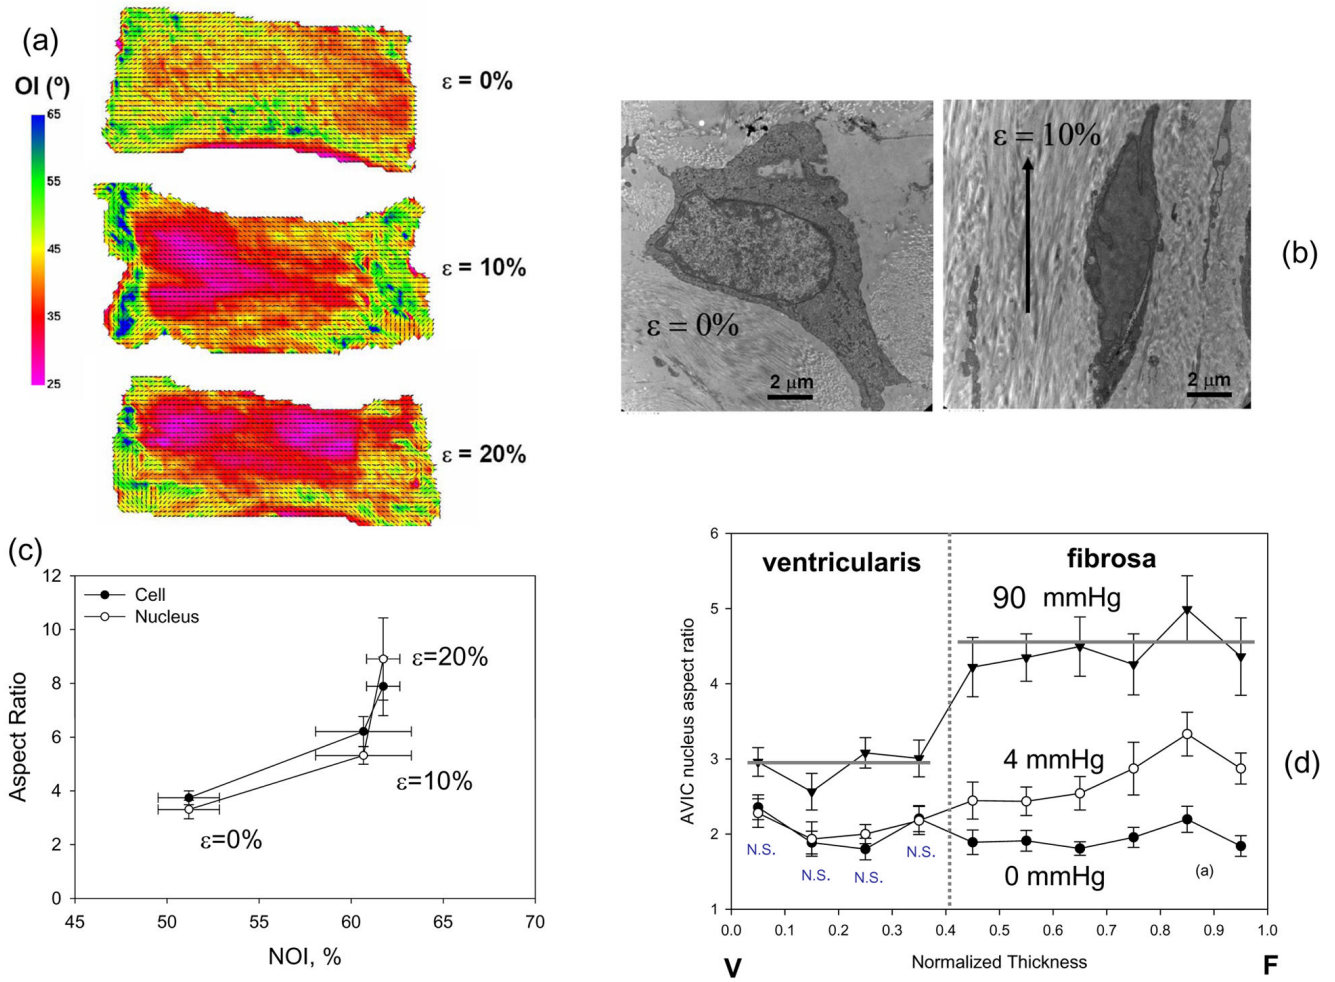 (a)
OI (º)
65
55
45
35
25
ε = 0%
ε = 10%
ε = 20%
ε = 0%
2 μm
ε = 10%
2 μm
(b)
(c)
12
10
8
6
4
2
0
Aspect Ratio
Cell
Nucleus
ε=20%
ε=10%
ε=0%
45
50
55
60
65
70
NOI, %
6
5
4
3
2
1
AVIC nucleus aspect ratio
ventricularis
fibrosa
90 mmHg
4 mmHg
0 mmHg
N.S.
N.S.
N.S.
N.S.
(a)
(d)
0.0
0.1
0.2
0.3
0.4
0.5
0.6
0.7
0.8
0.9
1.0
V
Normalized Thickness
F